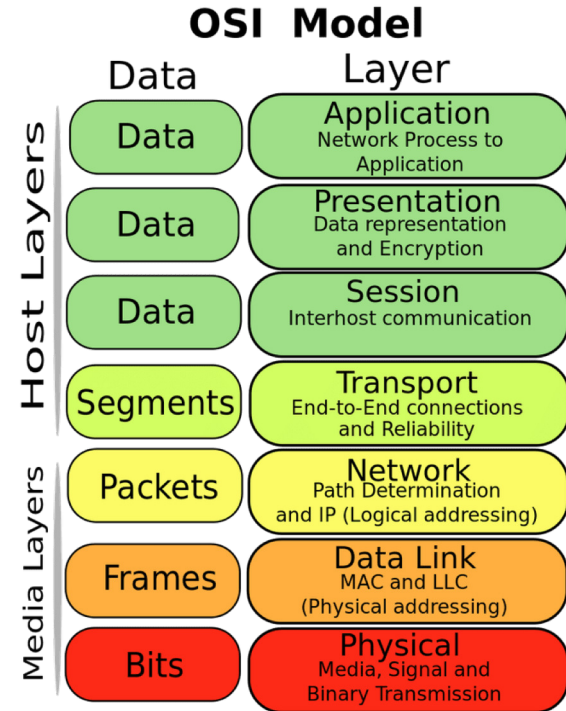 OSI Model
Data
Layer
Host Layers
Data
Application
Network Process to
Application
Data
Presentation
Data representation
and Encryption
Data
Session
Interhost communication
Segments
Transport
End-to-End connections
and Reliability
Media Layers
Packets
Network
Path Determination
and IP (Logical addressing)
Frames
Data Link
MAC and LLC
(Physical addressing)
Bits
Physical
Media, Signal and
Binary Transmission